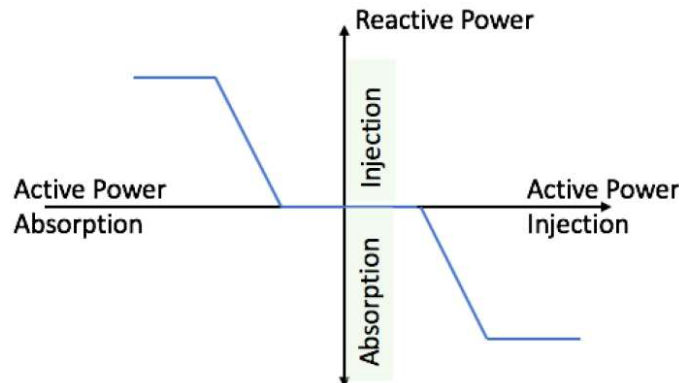 Reactive Power
Injection
Active Power
Absorption
Active Power
Injection
Absorption